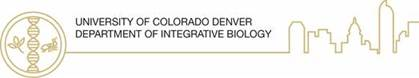 UNIVERSITY OF COLORADO DENVER
DEPARTMENT OF INTEGRATIVE BIOLOGY